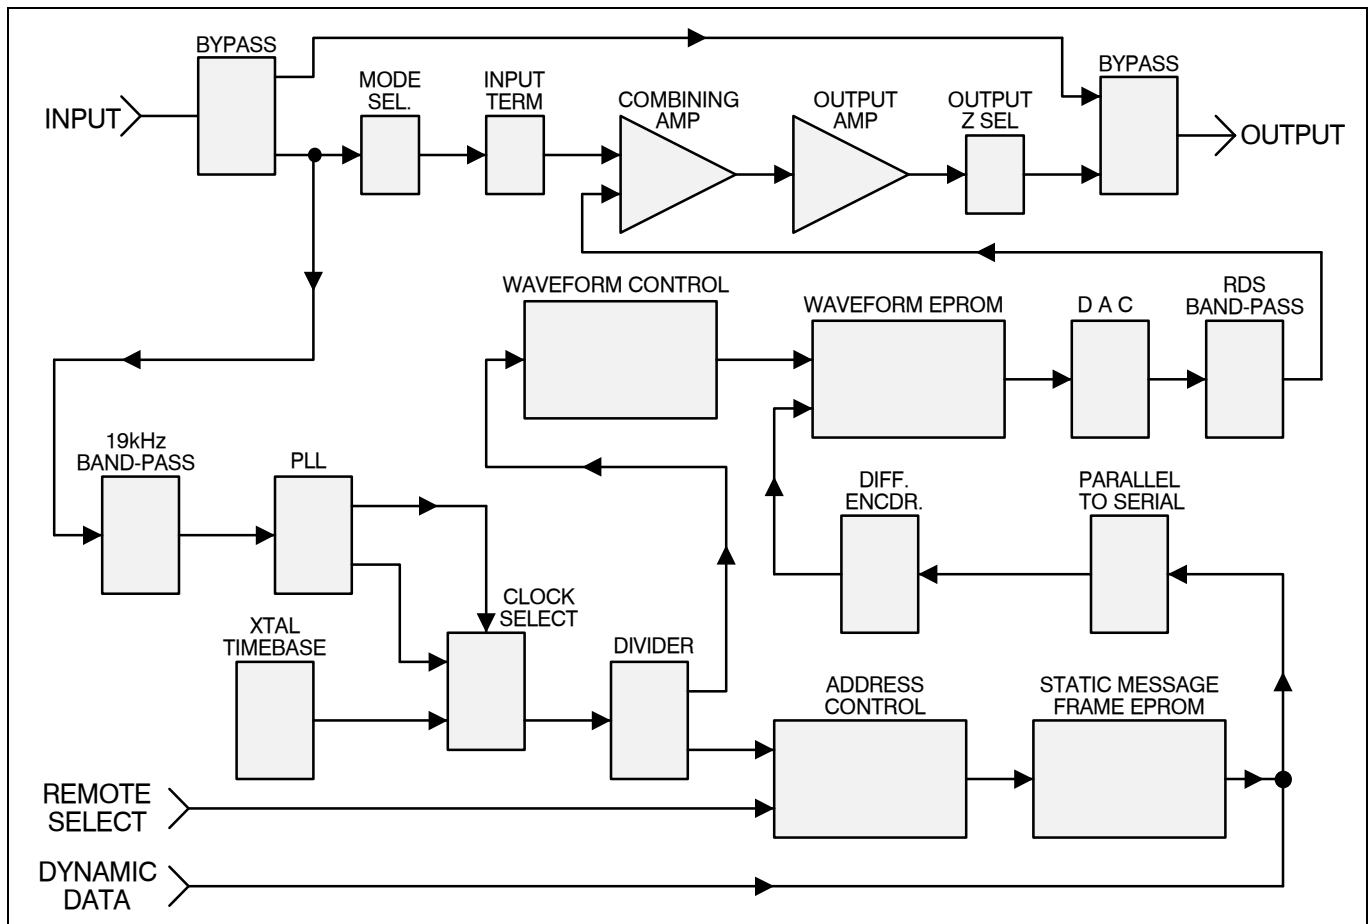 BYPASS
INPUT
MODE
SEL.
INPUT
TERM
COMBINING
AMP
OUTPUT
AMP
OUTPUT
Z SEL
BYPASS
OUTPUT
WAVEFORM CONTROL
WAVEFORM EPROM
D A C
RDS
BAND-PASS
19kHz
BAND-PASS
PLL
DIFF.
ENCDR.
PARALLEL
TO SERIAL
XTAL
TIMEBASE
CLOCK
SELECT
DIVIDER
ADDRESS
CONTROL
STATIC MESSAGE
FRAME EPROM
REMOTE
SELECT
DYNAMIC
DATA